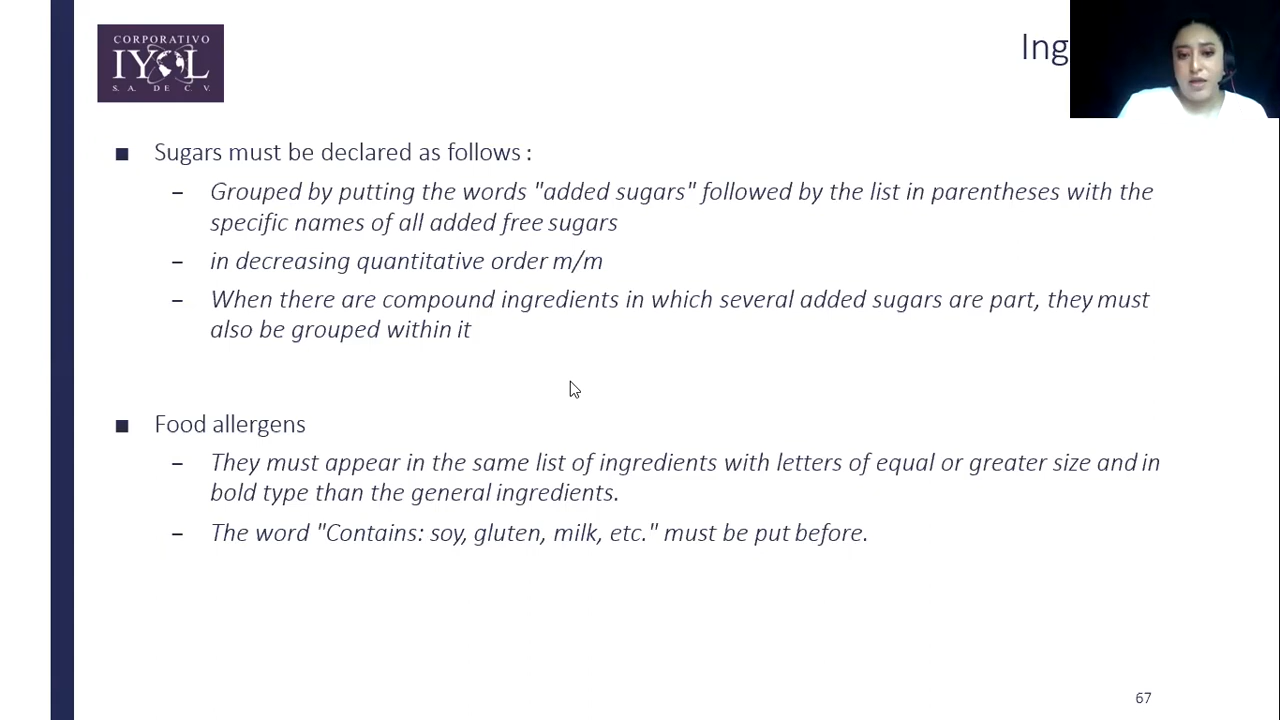 CORPORATIVO
IYOL
S. A. DE C. V.
Ing
■ Sugars must be declared as follows :
– Grouped by putting the words "added sugars" followed by the list in parentheses with the
specific names of all added free sugars
– in decreasing quantitative order m/m
– When there are compound ingredients in which several added sugars are part, they must
also be grouped within it
■ Food allergens
– They must appear in the same list of ingredients with letters of equal or greater size and in
bold type than the general ingredients.
– The word "Contains: soy, gluten, milk, etc." must be put before.
67